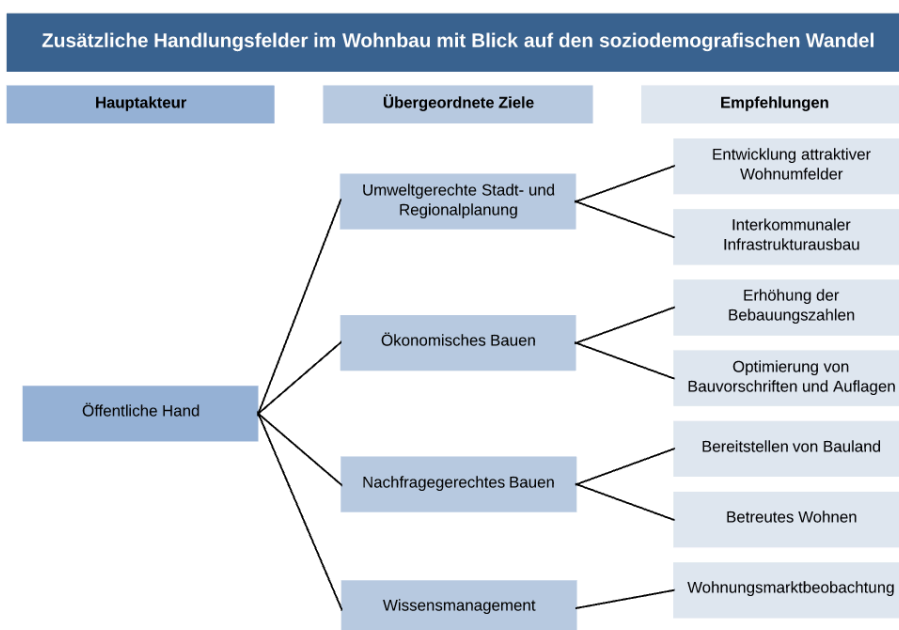 Zusätzliche Handlungsfelder im Wohnbau mit Blick auf den soziodemografischen Wandel
Hauptakteur
Übergeordnete Ziele
Empfehlungen
Öffentliche Hand
Umweltgerechte Stadt- und
Regionalplanung
Entwicklung attraktiver
Wohnumfelder
Interkommunaler
Infrastrukturausbau
Ökonomisches Bauen
Erhöhung der
Bebauungszahlen
Optimierung von
Bauvorschriften und Auflagen
Nachfragegerechtes Bauen
Bereitstellen von Bauland
Betreutes Wohnen
Wissensmanagement
Wohnungsmarktbeobachtung